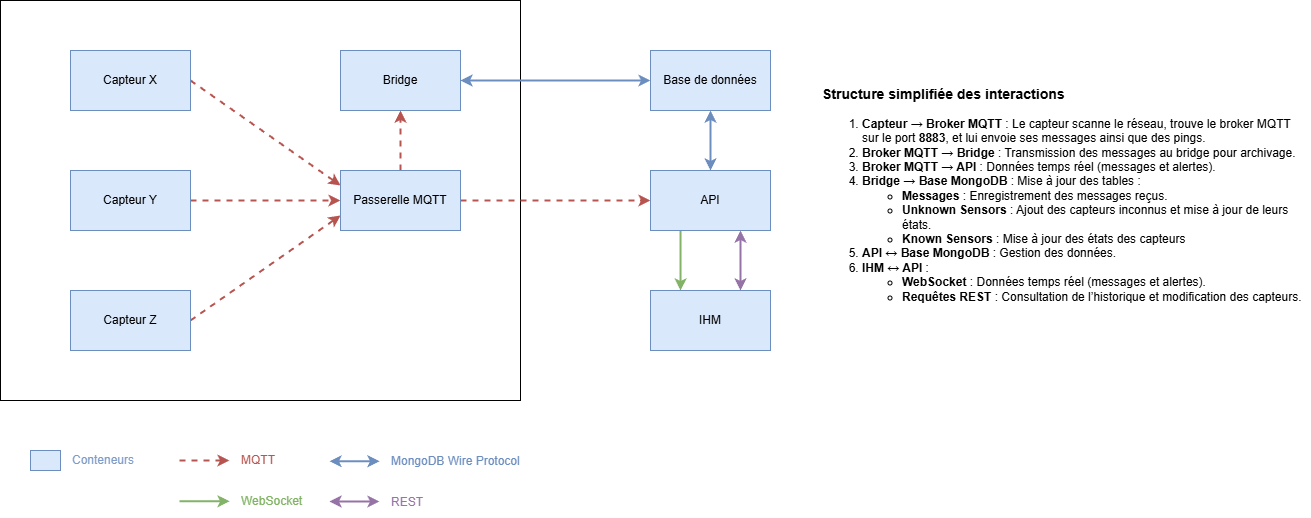 Capteur X
Bridge
Base de données
Capteur Y
Passerelle MQTT
API
Capteur Z
IHM
Structure simplifiée des interactions
1. Capteur → Broker MQTT : Le capteur scanne le réseau, trouve le broker MQTT
sur le port 8883, et lui envoie ses messages ainsi que des pings.
2. Broker MQTT → Bridge : Transmission des messages au bridge pour archivage.
3. Broker MQTT → API : Données temps réel (messages et alertes).
4. Bridge → Base MongoDB : Mise à jour des tables :
Messages : Enregistrement des messages reçus.
Unknown Sensors : Ajout des capteurs inconnus et mise à jour de leurs
états.
Known Sensors : Mise à jour des états des capteurs
5. API ↔ Base MongoDB : Gestion des données.
6. IHM ↔ API :
WebSocket : Données temps réel (messages et alertes).
Requêtes REST : Consultation de l'historique et modification des capteurs.
Conteneurs
MQTT
MongoDB Wire Protocol
WebSocket
REST